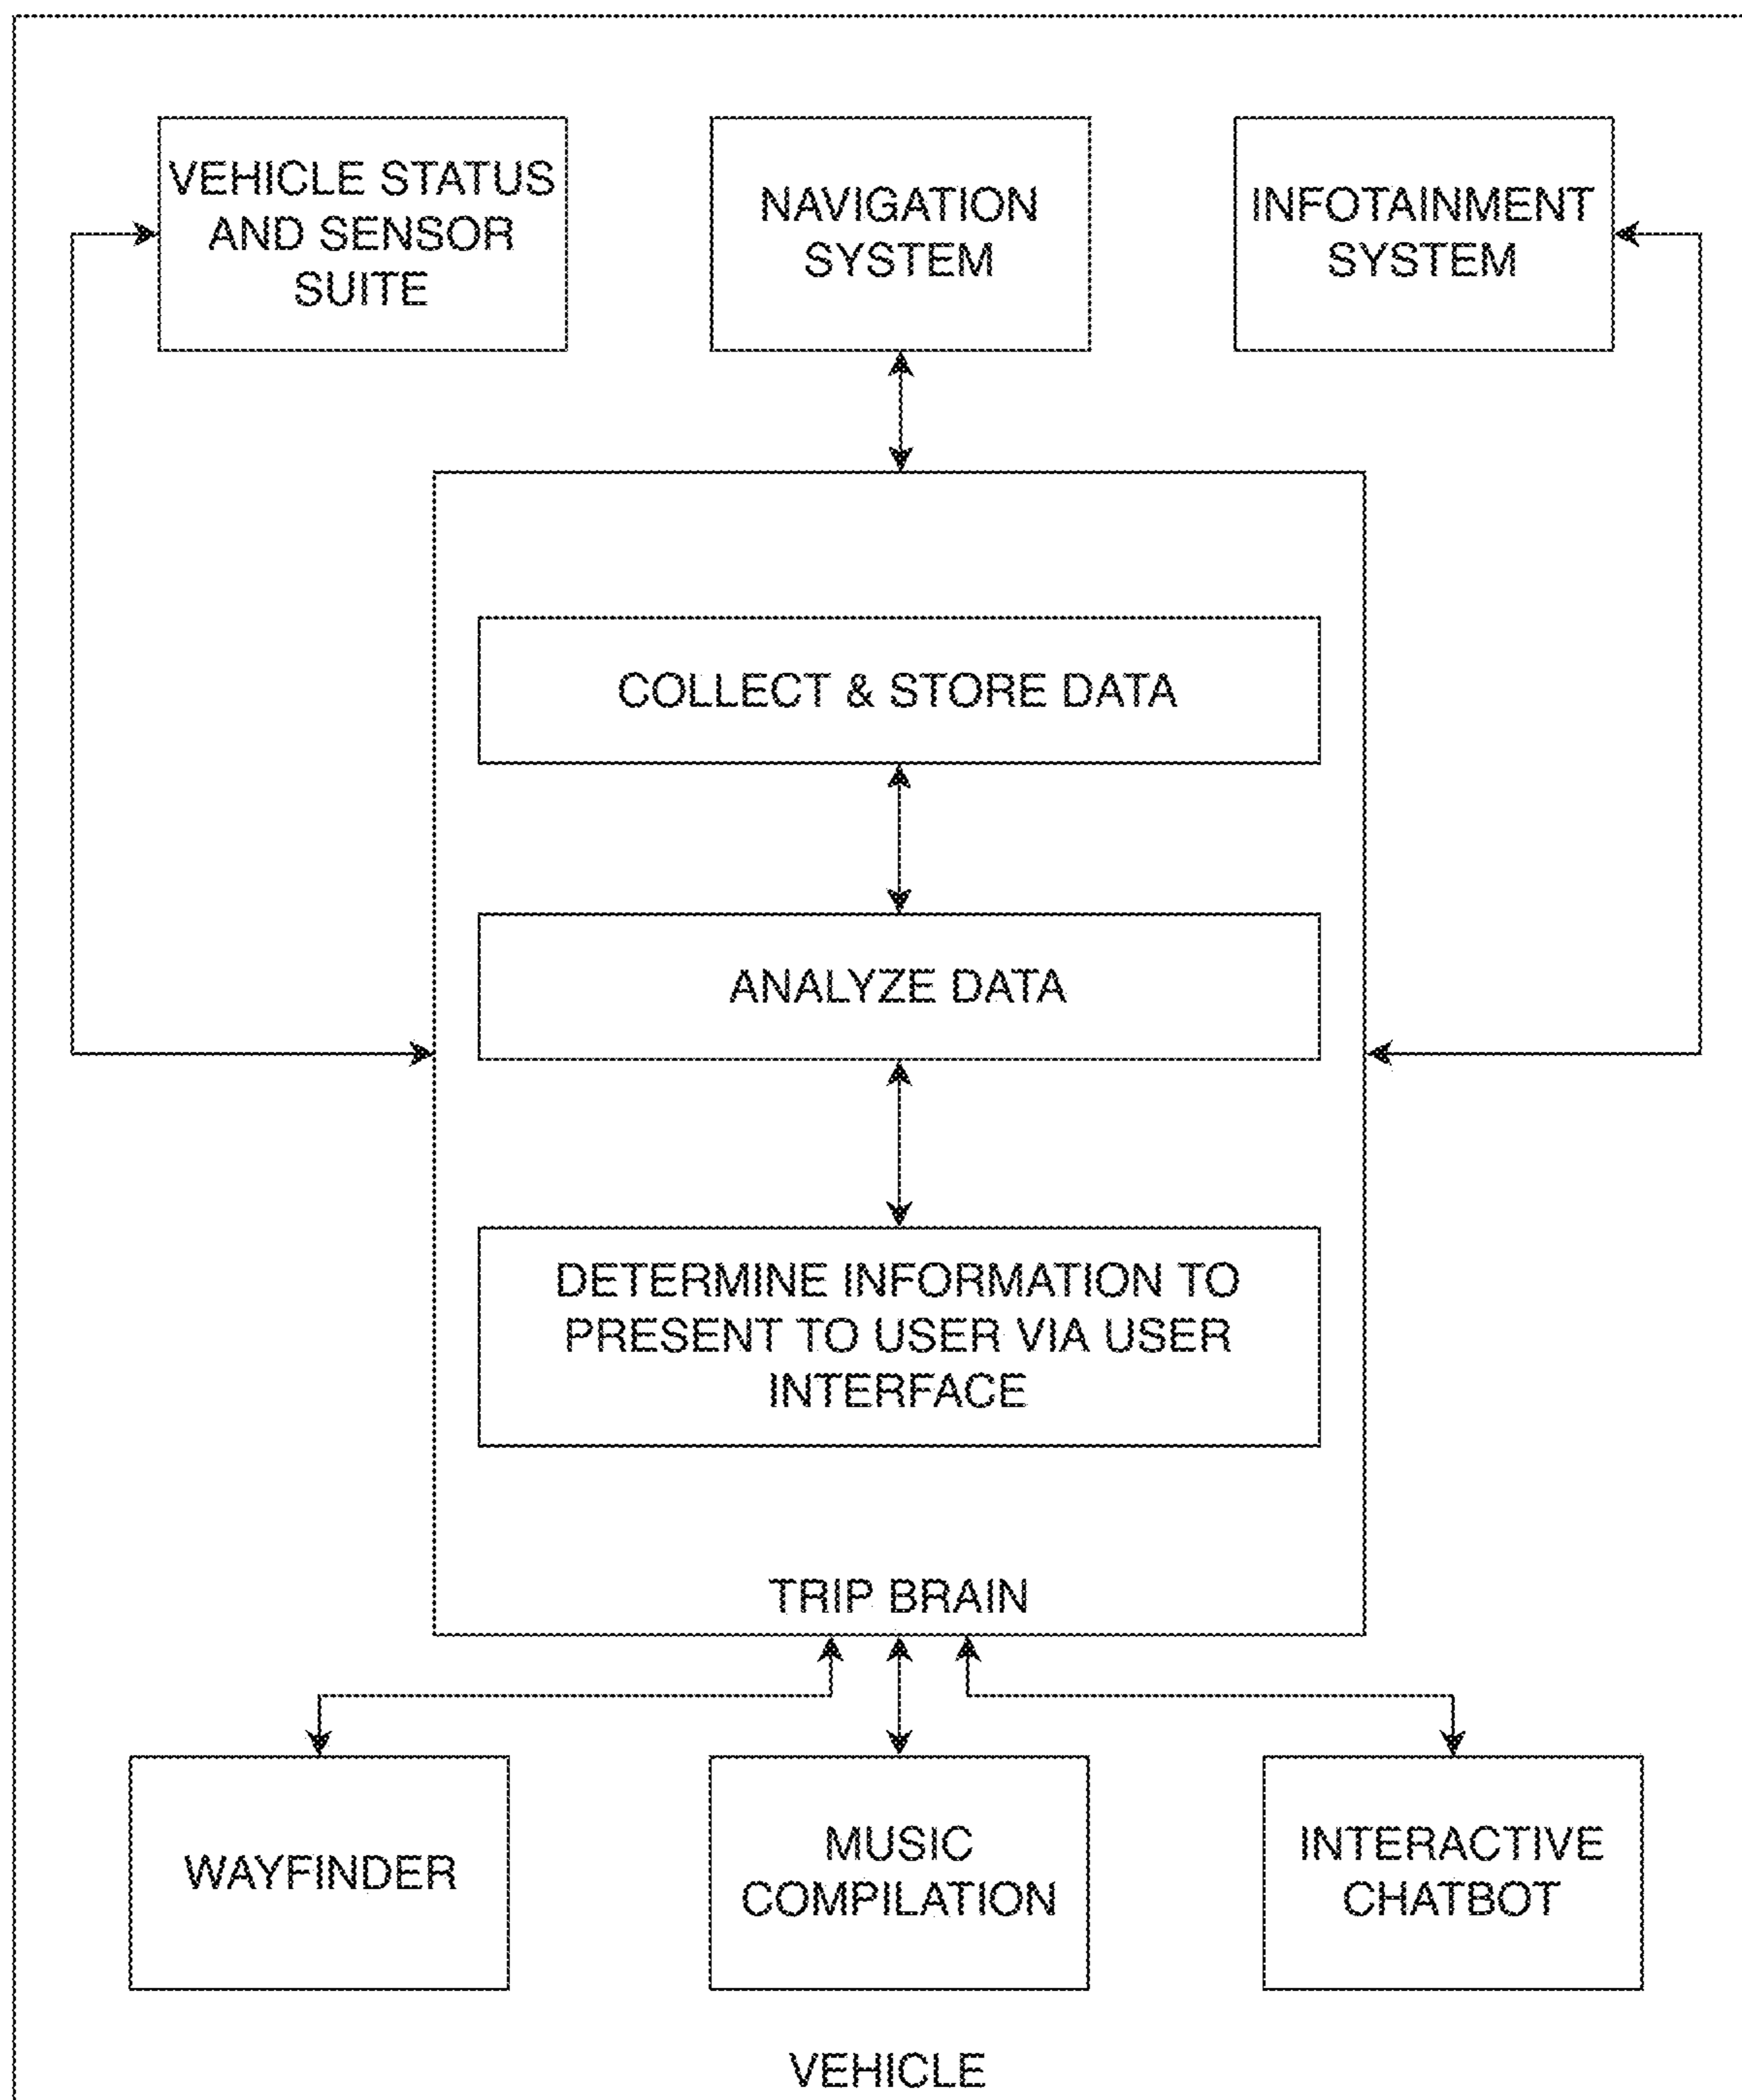 VEHICLE STATUS
AND SENSOR
SUITE
NAVIGATION
SYSTEM
INFOTAINMENT
SYSTEM
COLLECT & STORE DATA
ANALYZE DATA
DETERMINE INFORMATION TO
PRESENT TO USER VIA USER
INTERFACE
TRIP BRAIN
WAYFINDER
MUSIC
COMPILATION
INTERACTIVE
CHATBOT
VEHICLE